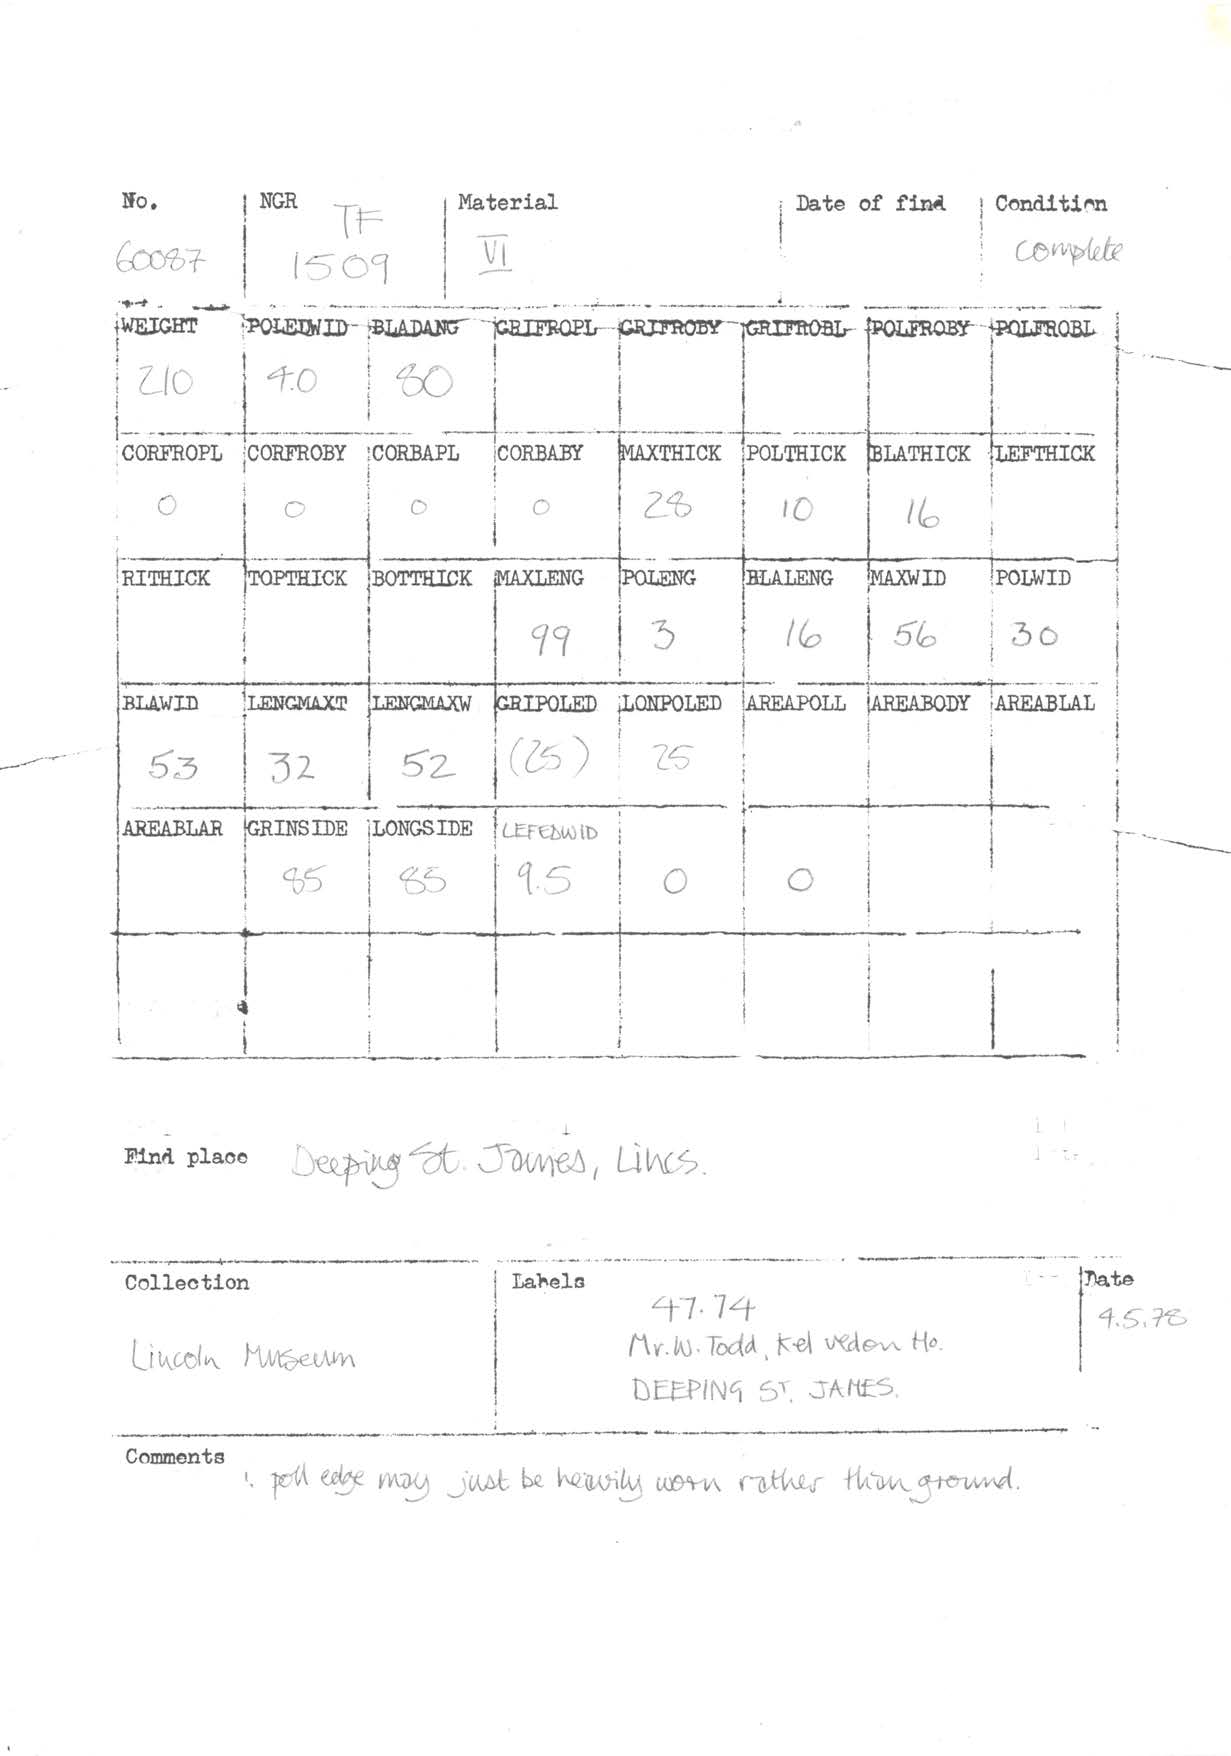 No. NGR Material Date of find Condition
TF
60087 1509 VI complete
WEIGHT POLEDWID BLADANG GRIFROPL GRIFROBY GRIFROBL POLFROBY POLFROBL
210 4.0 80
CORFROPL CORFROBY CORBAPL CORBABY MAXTHICK POLTHICK BLATHICK LEFTHICK
0 0 0 0 28 10 16
RITHICK TOPTHICK BOTTHICK MAXLENG POLENG BLALENG MAXWID POLWID
99 3 16 56 30
BLAWID LENGMAXT LENGMAXW GRIPOLED LONPOLED AREAPOLL AREABODY AREABLAL
53 32 52 (25) 25
AREABLAR GRINSIDE LONGSIDE LEFEDWID
85 85 9.5 0 0
Find place Deeping St. James, Lincs.
Collection Labels Date
47.74 4.5.78
Lincoln Museum Mr. W. Todd, Kelvedon Ho.
DEEPING ST. JAMES.
Comments
poll edge may just be heavily worn rather than ground.